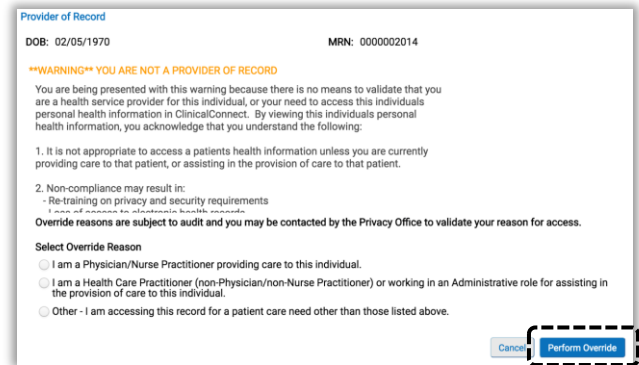 Provider of Record
DOB: 02/05/1970 MRN: 0000002014
**WARNING** YOU ARE NOT A PROVIDER OF RECORD
You are being presented with this warning because there is no means to validate that you
are a health service provider for this individual, or your need to access this individuals
personal health information in ClinicalConnect. By viewing this individuals personal
health information, you acknowledge that you understand the following:
1. It is not appropriate to access a patients health information unless you are currently
providing care to that patient, or assisting in the provision of care to that patient.
2. Non-compliance may result in:
- Re-training on privacy and security requirements
- Loss of access to electronic health records
Override reasons are subject to audit and you may be contacted by the Privacy Office to validate your reason for access.
Select Override Reason
I am a Physician/Nurse Practitioner providing care to this individual.
I am a Health Care Practitioner (non-Physician/non-Nurse Practitioner) or working in an Administrative role for assisting in
the provision of care to this individual.
Other - I am accessing this record for a patient care need other than those listed above.
Cancel Perform Override